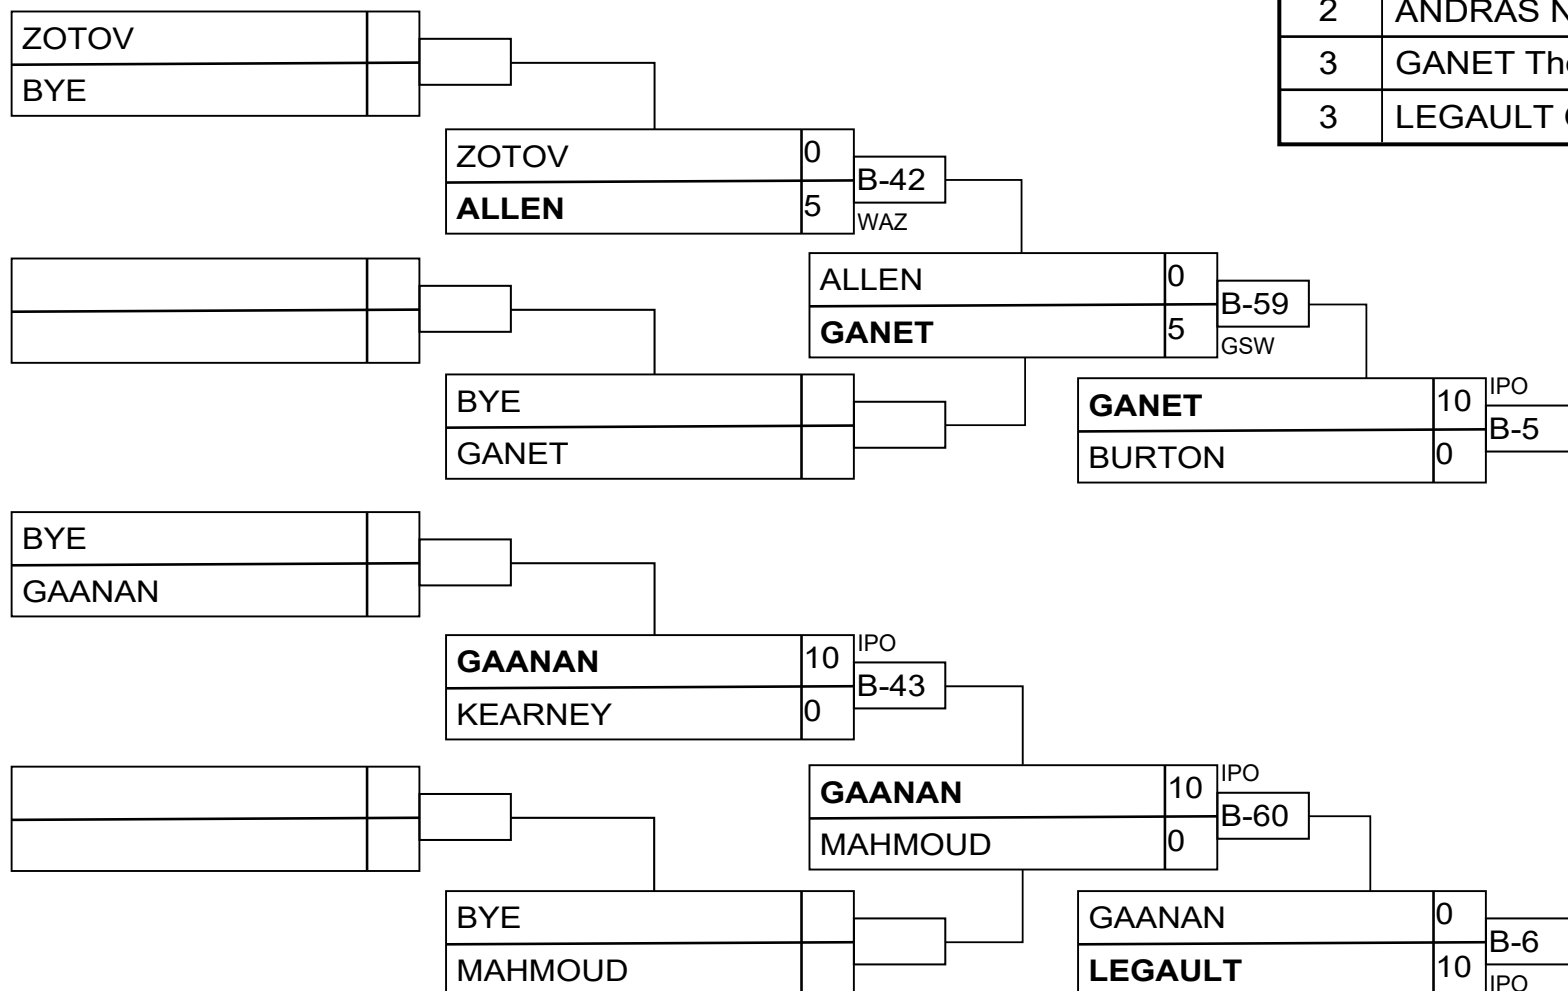 2 ANDRAS
3 GANET
3 LEGAULT
ZOTOV
BYE
ZOTOV 0
ALLEN 5
B-42
WAZ
ALLEN 0
GANET 5
B-59
GSW
BYE
GANET
GANET 10
BURTON 0
IPO
B-5
BYE
GAANAN
GAANAN 10
KEARNEY 0
IPO
B-43
GAANAN 10
MAHMOUD 0
IPO
B-60
BYE
MAHMOUD
GAANAN 0
LEGAULT 10
B-6
IPO